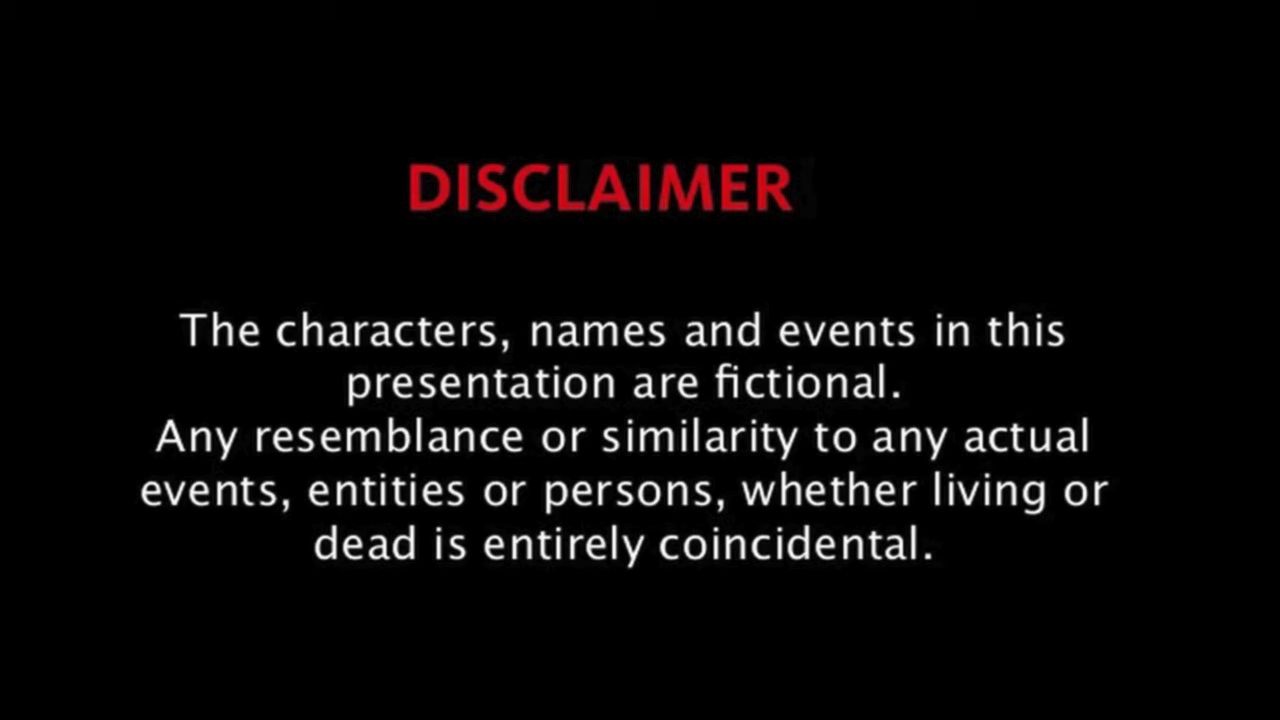 DISCLAIMER
The characters, names and events in this
presentation are fictional.
Any resemblance or similarity to any actual
events, entities or persons, whether living or
dead is entirely coincidental.